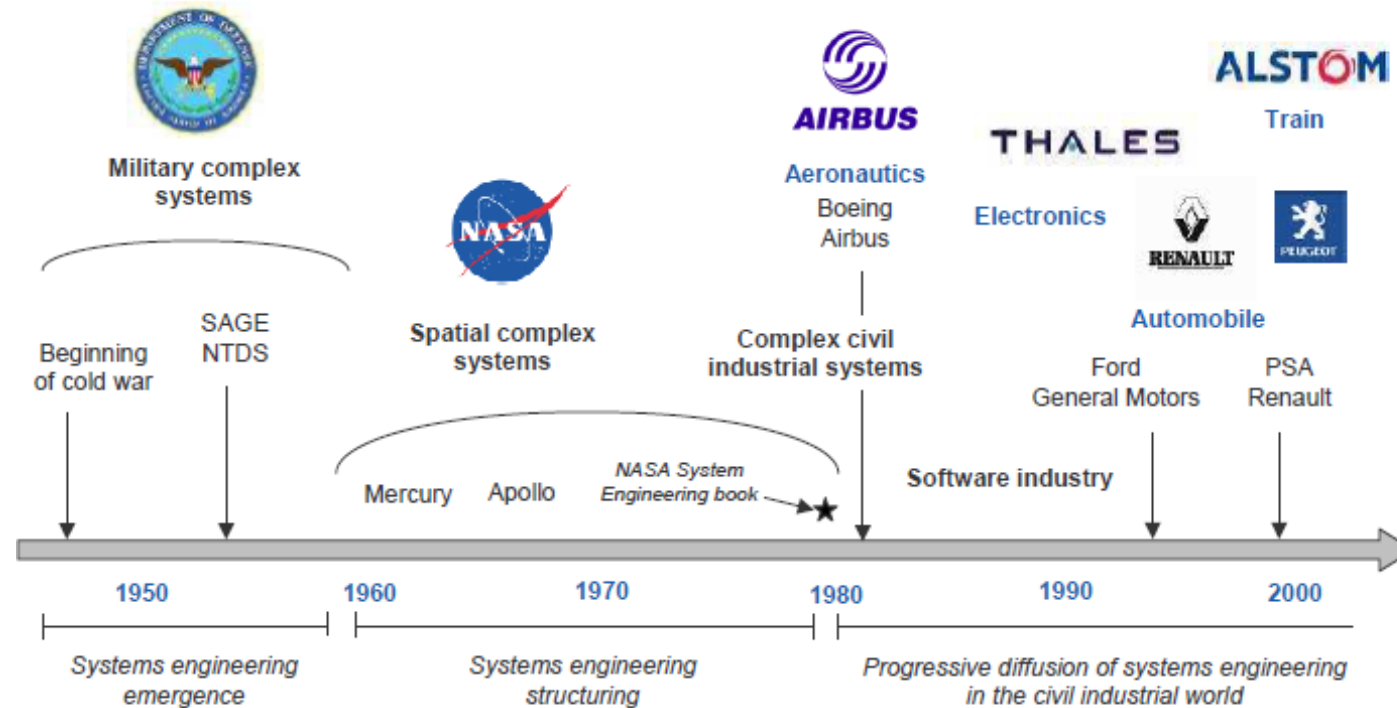 DEPARTMENT OF DEFENSE
Military complex
systems
Beginning
of cold war
SAGE
NTDS
NASA
Spatial complex
systems
Mercury
Apollo
NASA System
Engineering book
AIRBUS
Aeronautics
Boeing
Airbus
Complex civil
industrial systems
THALES
Electronics
ALSTOM
Train
RENAULT
PEUGEOT
Automobile
Ford
General Motors
PSA
Renault
Software industry
1950
1960
1970
1980
1990
2000
Systems engineering
emergence
Systems engineering
structuring
Progressive diffusion of systems engineering
in the civil industrial world